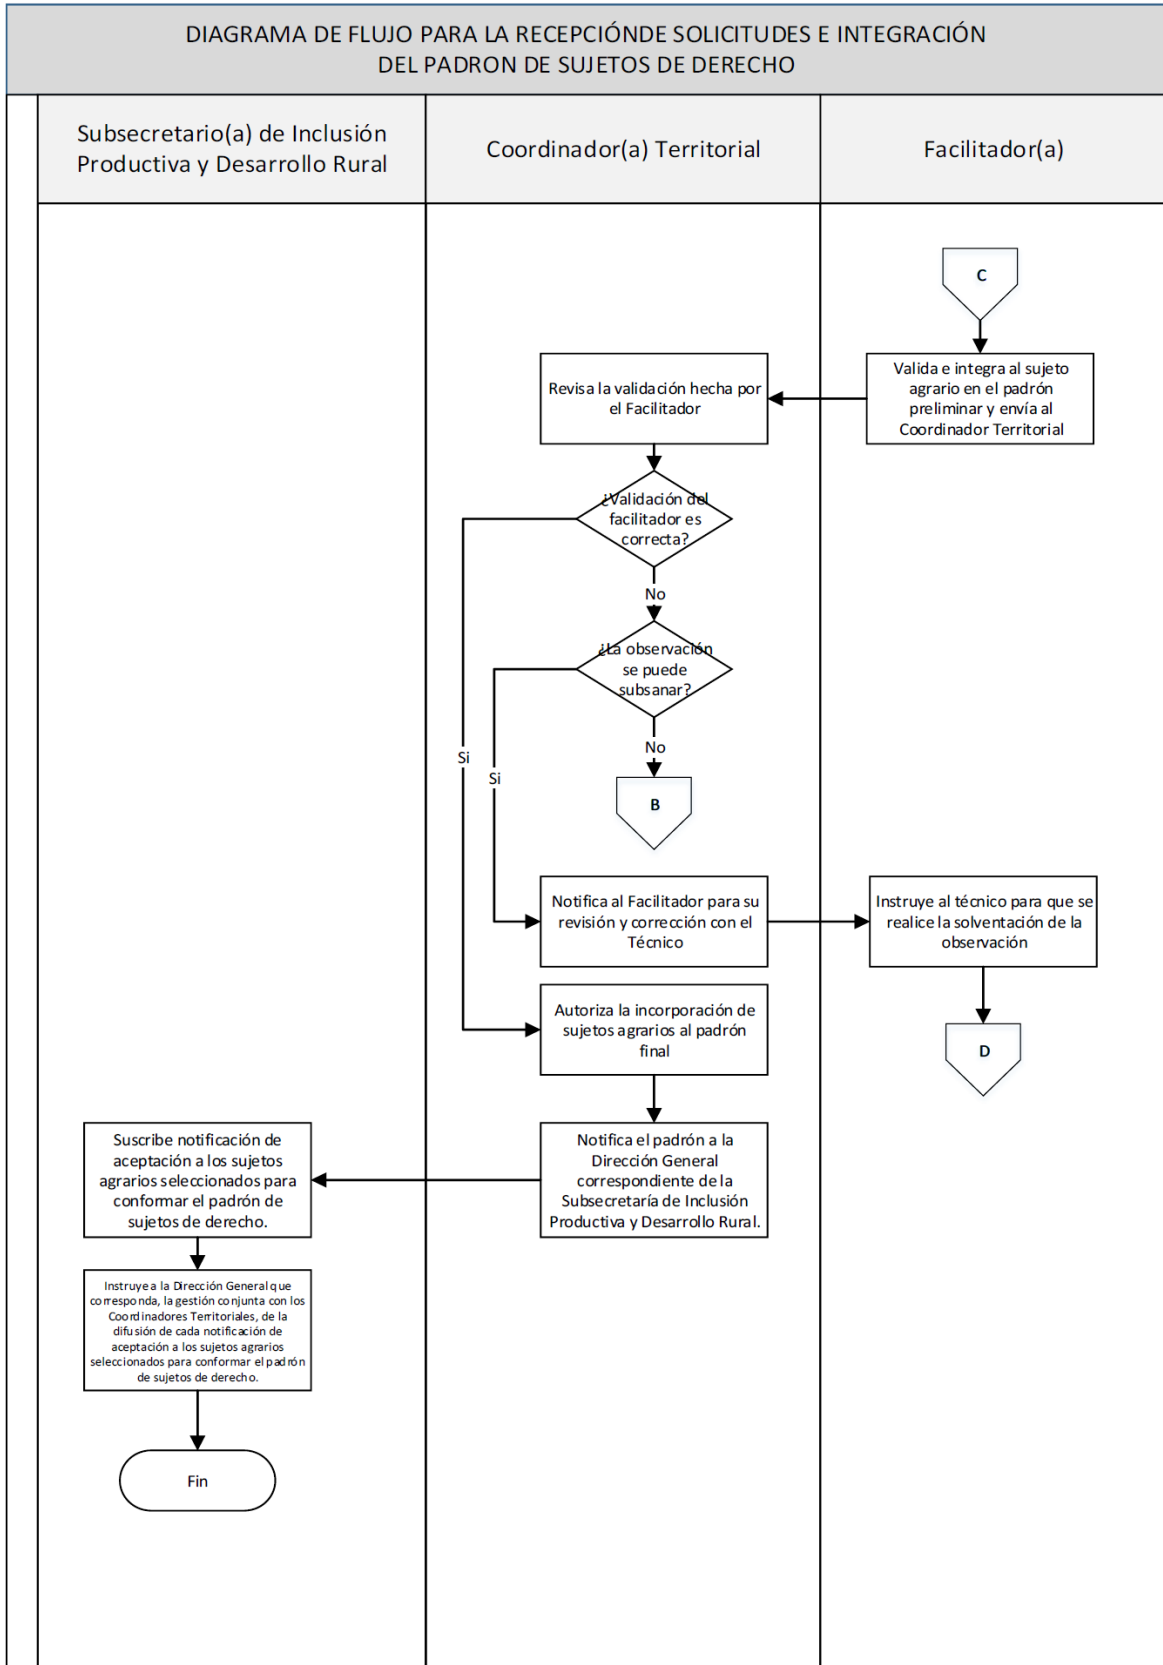 DIAGRAMA DE FLUJO PARA LA RECEPCIÓNDE SOLICITUDES E INTEGRACIÓN
DEL PADRON DE SUJETOS DE DERECHO
Subsecretario(a) de Inclusión
Productiva y Desarrollo Rural
Coordinador(a) Territorial
Facilitador(a)
C
Valida e integra al sujeto
agrario en el padrón
preliminar y envía al
Coordinador Territorial
Revisa la validación hecha por
el Facilitador
¿Validación del
facilitador es
correcta?
No
¿La observación
se puede
subsanar?
No
Si
Si
B
Notifica al Facilitador para su
revisión y corrección con el
Técnico
Instruye al técnico para que se
realice la solventación de la
observación
D
Autoriza la incorporación de
sujetos agrarios al padrón
final
Notifica el padrón a la
Dirección General
correspondiente de la
Subsecretaría de Inclusión
Productiva y Desarrollo Rural.
Suscribe notificación de
aceptación a los sujetos
agrarios seleccionados para
conformar el padrón de
sujetos de derecho.
Instruye a la Dirección General que
corresponda, la gestión conjunta con los
Coordinadores Territoriales, de la
difusión de cada notificación de
aceptación a los sujetos agrarios
seleccionados para conformar el padrón
de sujetos de derecho.
Fin